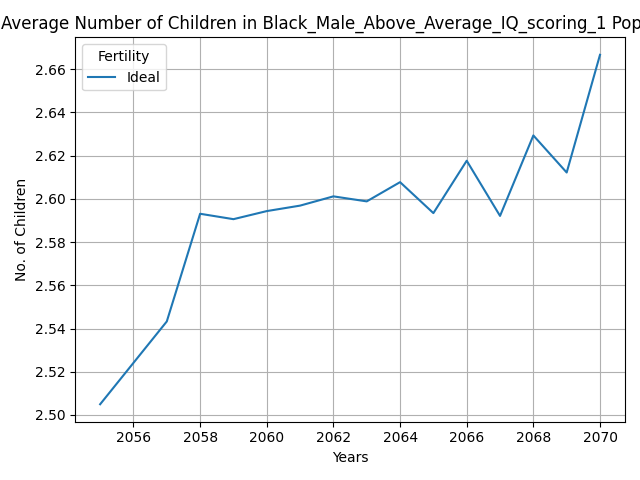 Average Number of Children in Black_Male_Above_Average_IQ_scoring_1 Pop
Fertility
Ideal
2.66
2.64
2.62
2.60
2.58
2.56
2.54
2.52
2.50
No. of Children
2056 2058 2060 2062 2064 2066 2068 2070
Years